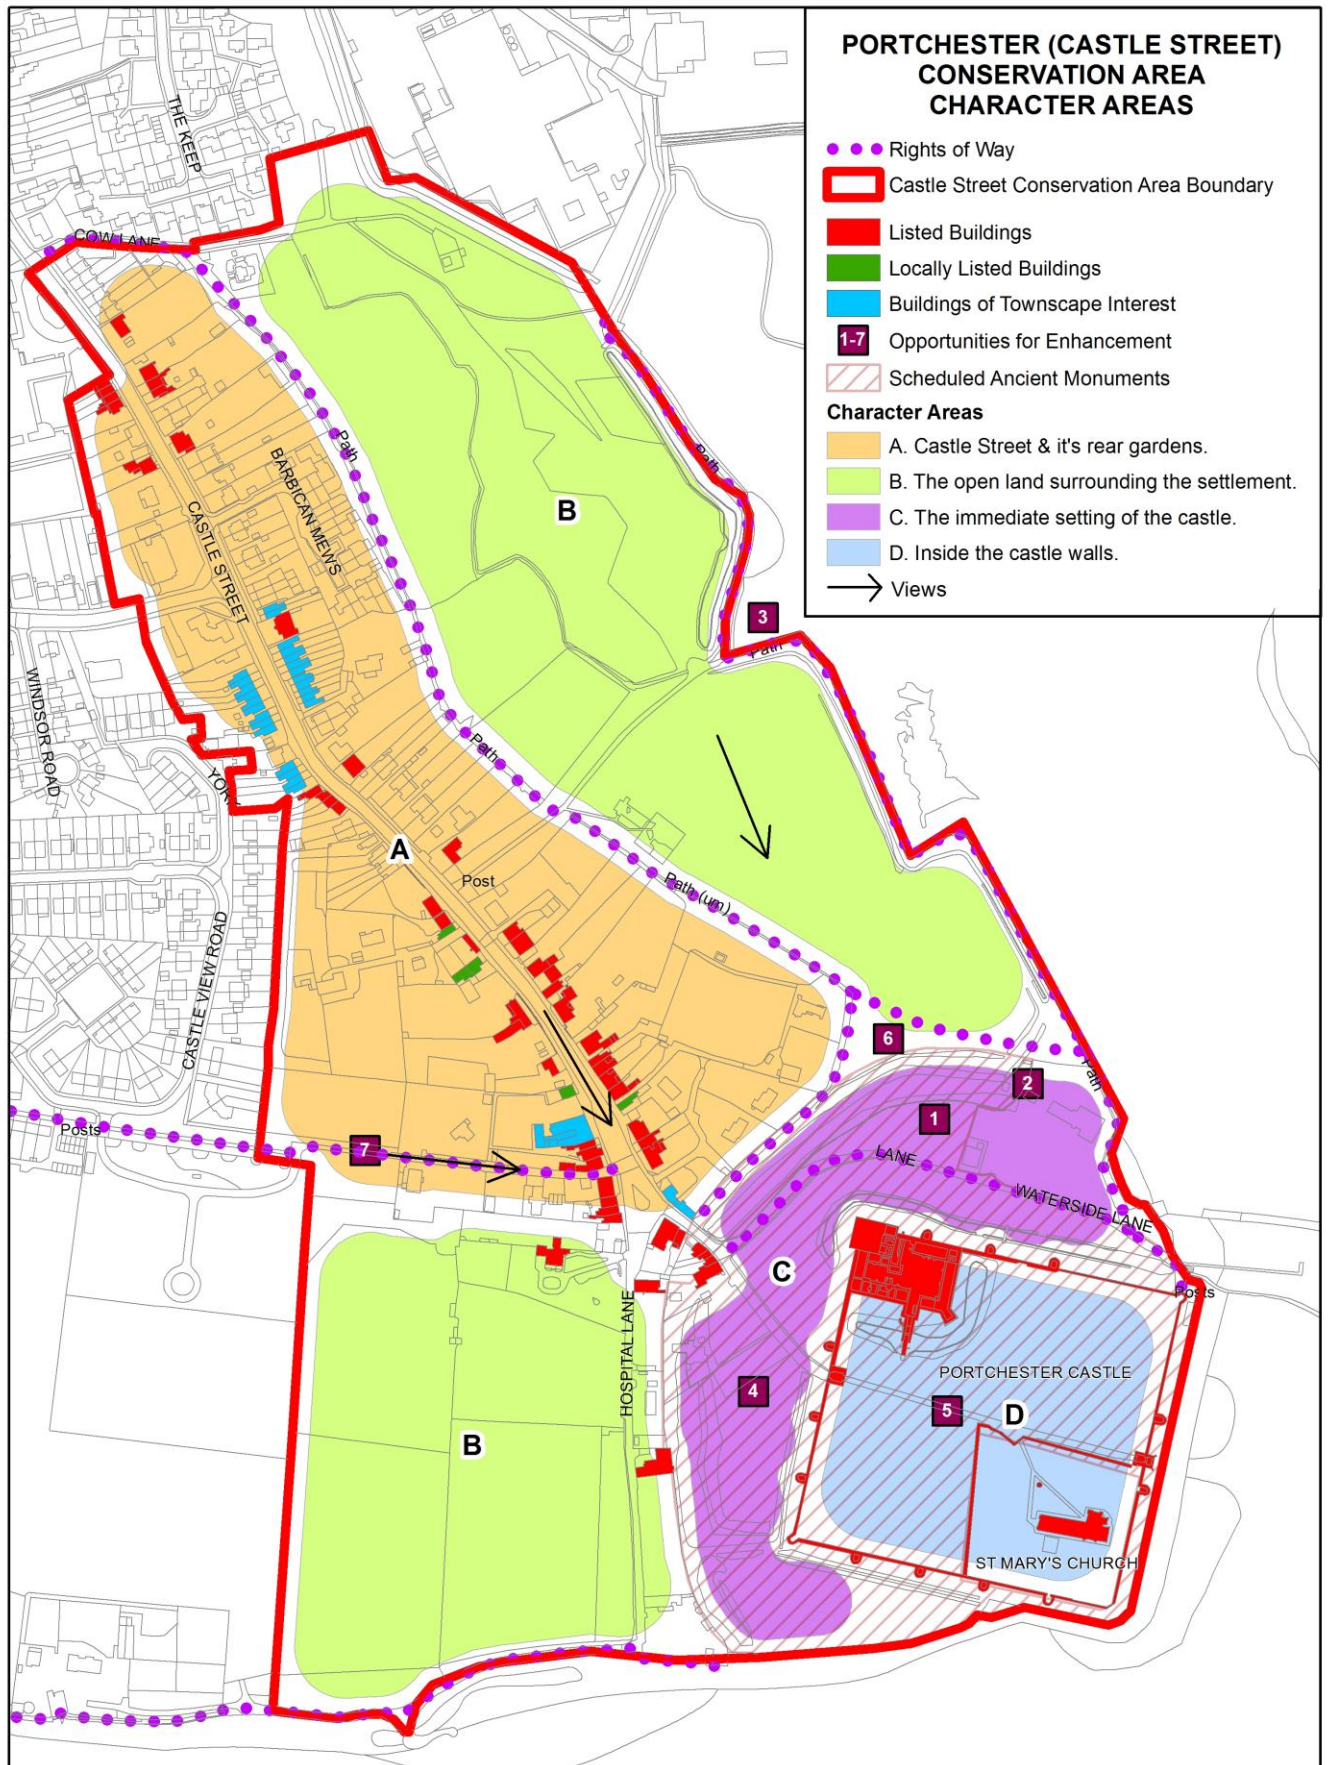 PORTCHESTER (CASTLE STREET)
CONSERVATION AREA
CHARACTER AREAS
Rights of Way
Castle Street Conservation Area Boundary
Listed Buildings
Locally Listed Buildings
Buildings of Townscape Interest
1-7 Opportunities for Enhancement
Scheduled Ancient Monuments
Character Areas
A. Castle Street & it's rear gardens.
B. The open land surrounding the settlement.
C. The immediate setting of the castle.
D. Inside the castle walls.
Views
THE KEEP
COW LANE
Path
Path
BARBICAN MEWS
CASTLE STREET
B
3
Path
WINDSOR ROAD
YORK
Path
A
Post
Path (um)
CASTLE VIEW ROAD
6
2
Path
1
Posts
7
LANE
WATERSIDE LANE
C
Posts
HOSPITAL LANE
PORTCHESTER CASTLE
4
5
D
B
ST MARY'S CHURCH